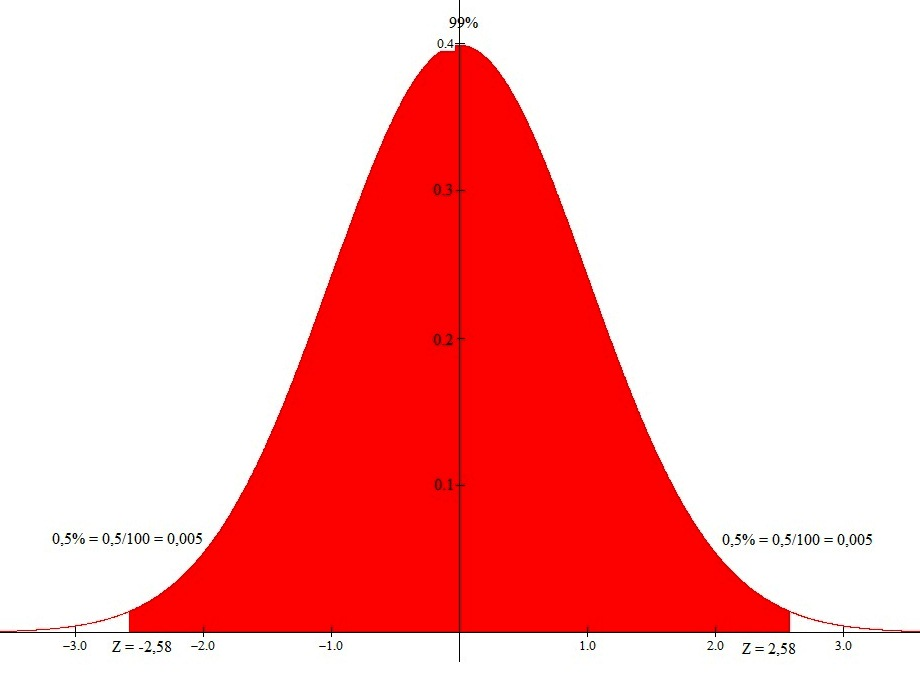 99%
0.4
0.3
0.2
0.1
0,5% = 0,5/100 = 0,005
0,5% = 0,5/100 = 0,005
−3.0
Z = -2,58
−2.0
−1.0
1.0
2.0
Z = 2,58
3.0